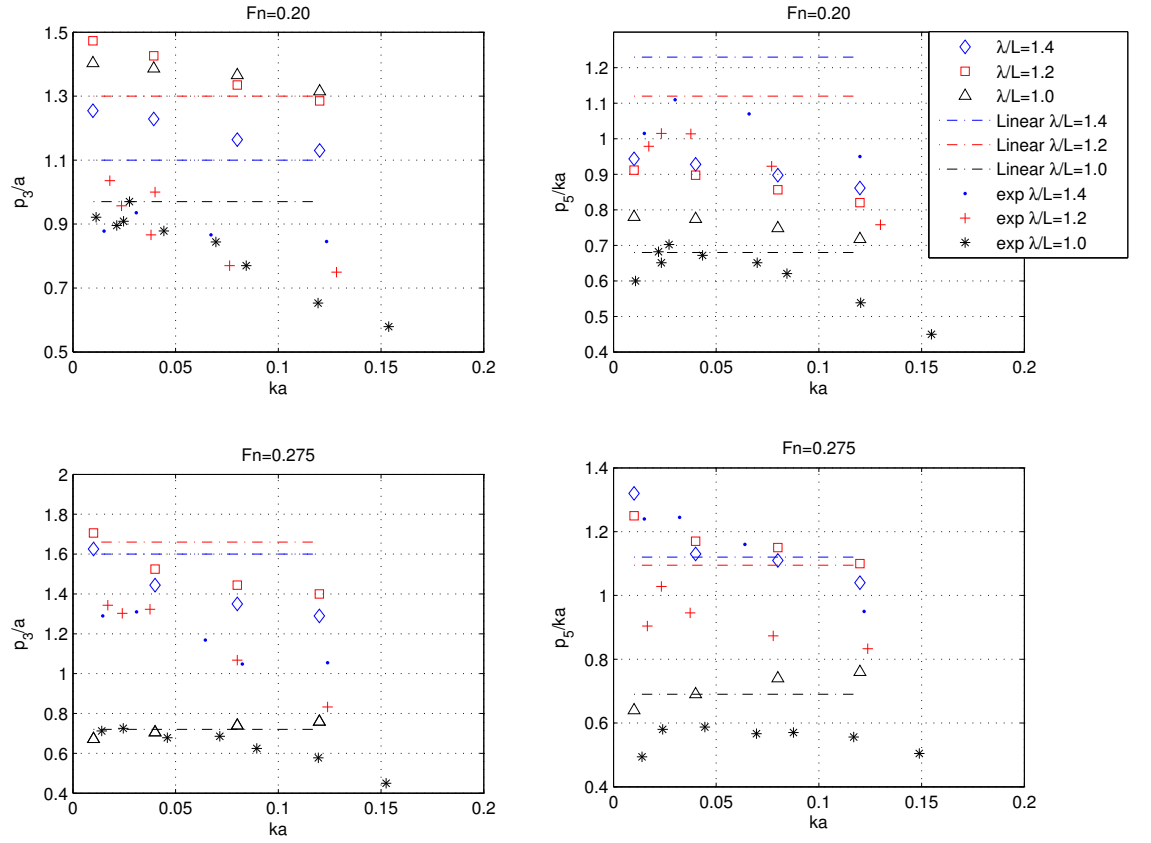 Fn=0.20
1.5
1.3
1.1
0.9
0.7
0.5
p3/a
0 0.05 0.1 0.15 0.2
ka
Fn=0.20
1.2
1.1
1
0.9
0.8
0.7
0.6
0.5
0.4
p5/ka
0 0.05 0.1 0.15 0.2
ka
λ/L=1.4
λ/L=1.2
λ/L=1.0
Linear λ/L=1.4
Linear λ/L=1.2
Linear λ/L=1.0
exp λ/L=1.4
exp λ/L=1.2
exp λ/L=1.0
Fn=0.275
2
1.8
1.6
1.4
1.2
1
0.8
0.6
0.4
p3/a
0 0.05 0.1 0.15 0.2
ka
Fn=0.275
1.4
1.2
1
0.8
0.6
0.4
p5/ka
0 0.05 0.1 0.15 0.2
ka